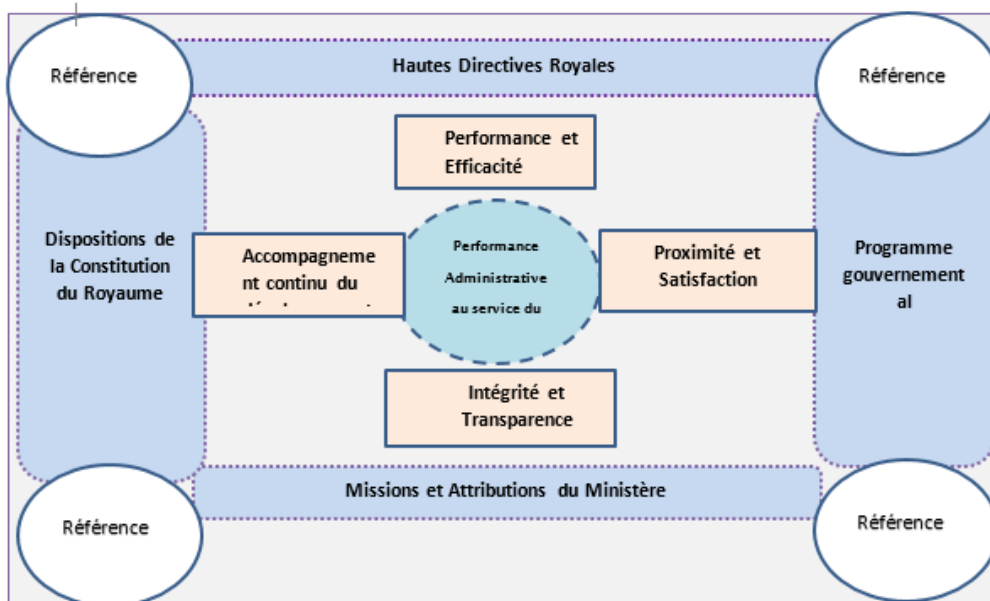 Référence
Hautes Directives Royales
Référence
Performance et
Efficacité
Dispositions de
la Constitution
du Royaume
Accompagneme
nt continu du
Performance
Administrative
au service du
Proximité et
Satisfaction
Programme
gouvernement
al
Intégrité et
Transparence
Missions et Attributions du Ministère
Référence
Référence